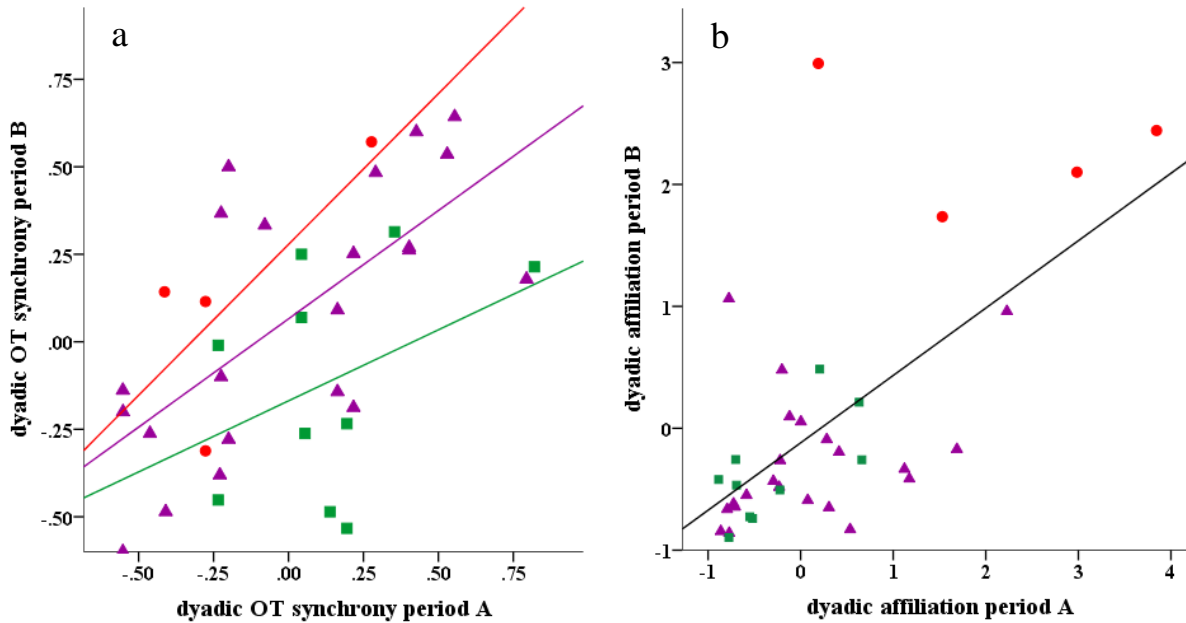 a
.75
.50
.25
.00
-.25
-.50
dyadic OT synchrony period B
-.50 -.25 .00 .25 .50 .75
dyadic OT synchrony period A
b
3
2
1
0
-1
dyadic affiliation period B
-1 0 1 2 3 4
dyadic affiliation period A